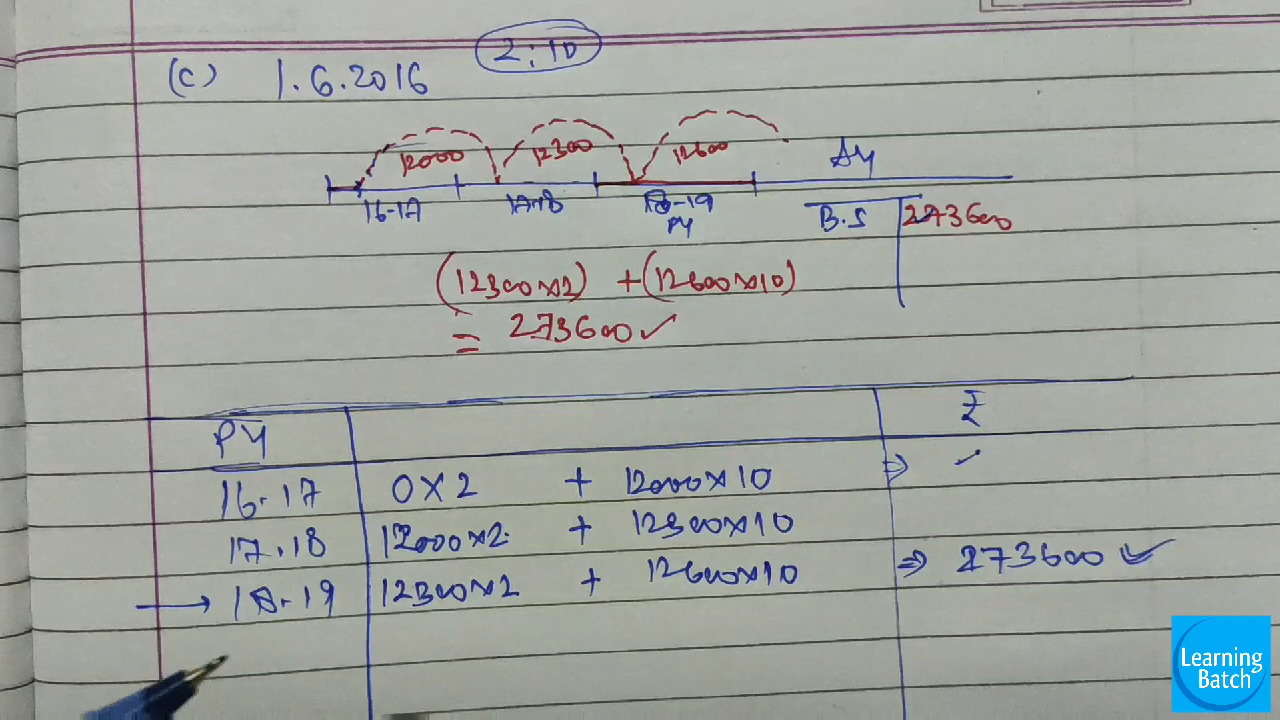 2:10
(C) 1.6.2016
12000 12300 12600
AY
16-17 17-18 18-19
PY
B.S 273600
(12300×2) + (12600×10)
= 273600 ✓
PY ₹
16-17 0×2 + 12000×10 ⇒ ✓
17-18 12000×2 + 12300×10
→ 18-19 12300×2 + 12600×10 ⇒ 273600 ✓
Learning
Batch